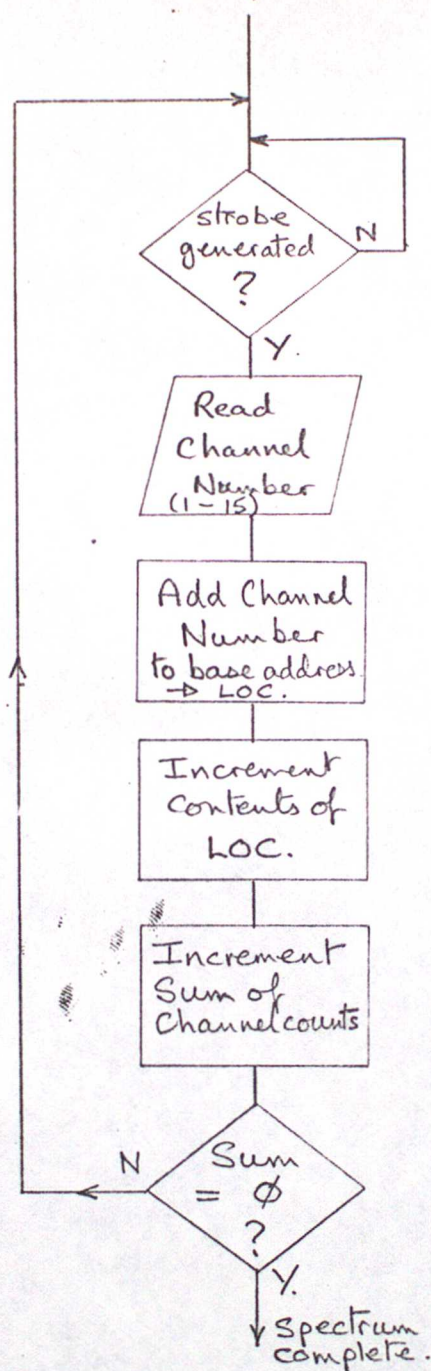 strobe
generated
?
N
Y.
Read
Channel
Number
(1-15)
Add Channel
Number
to base address
→ LOC.
Increment
Contents of
LOC.
Increment
Sum of
Channel counts
N
Sum
= ϕ
?
Y.
Spectrum
complete.